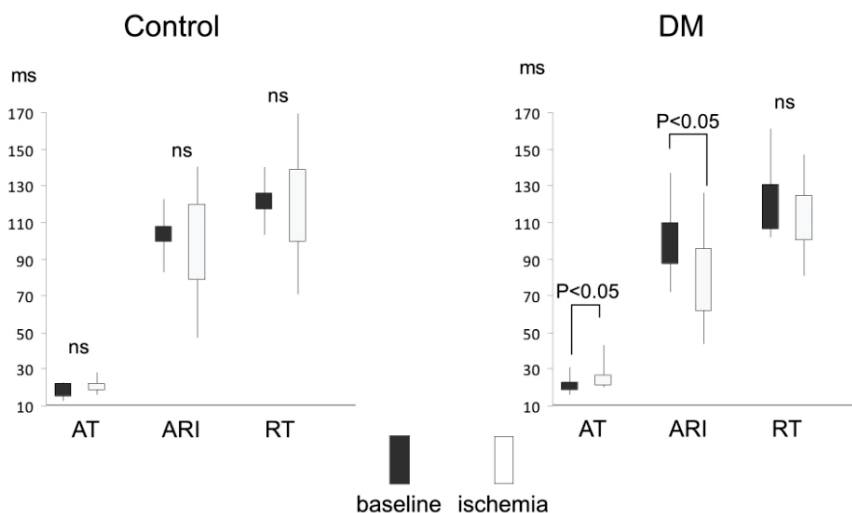 Control
ms
170
150
130
110
90
70
50
30
10
ns
ns
ns
AT ARI RT
DM
ms
170
150
130
110
90
70
50
30
10
P<0.05
P<0.05
ns
AT ARI RT
baseline ischemia